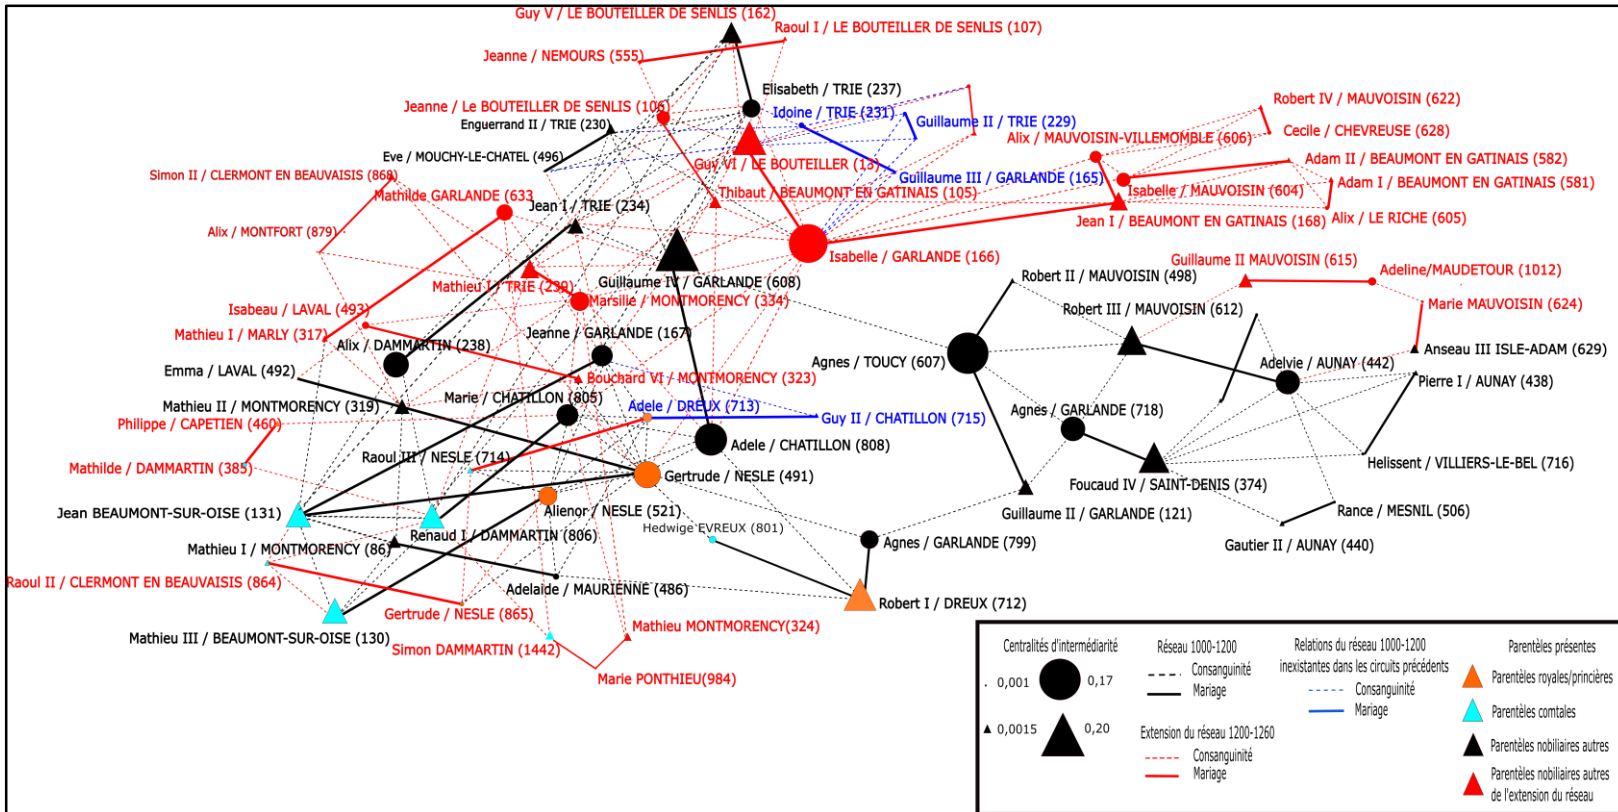 Guy V / LE BOUTEILLER DE SENLIS (162)
Raoul I / LE BOUTEILLER DE SENLIS (107)
Jeanne / NEMOURS (555)
Elisabeth / TRIE (237)
Jeanne / Le BOUTEILLER DE SENLIS (106)
Idoine / TRIE (231)
Robert IV / MAUVOISIN (622)
Enguerrand II / TRIE (230)
Guillaume II / TRIE (229)
Cecile / CHEVREUSE (628)
Alix / MAUVOISIN-VILLEMOMBLE (606)
Eve / MOUCHY-LE-CHATEL (496)
Guy VI / LE BOUTEILLER (13)
Adam II / BEAUMONT EN GATINAIS (582)
Simon II / CLERMONT EN BEAUVAISIS (868)
Guillaume III / GARLANDE (165)
Adam I / BEAUMONT EN GATINAIS (581)
Mathilde GARLANDE (633)
Thibaut / BEAUMONT EN GATINAIS (105)
Isabelle / MAUVOISIN (604)
Jean I / TRIE (234)
Jean I / BEAUMONT EN GATINAIS (168)
Alix / LE RICHE (605)
Alix / MONTFORT (879)
Isabelle / GARLANDE (166)
Guillaume II MAUVOISIN (615)
Adeline/MAUDETOUR (1012)
Robert II / MAUVOISIN (498)
Mathieu I / TRIE (239)
Guillaume IV / GARLANDE (608)
Marsilie / MONTMORENCY (334)
Marie MAUVOISIN (624)
Isabeau / LAVAL (493)
Robert III / MAUVOISIN (612)
Mathieu I / MARLY (317)
Jeanne / GARLANDE (167)
Alix / DAMMARTIN (238)
Anseau III ISLE-ADAM (629)
Agnes / TOUCY (607)
Adelvie / AUNAY (442)
Emma / LAVAL (492)
Bouchard VI / MONTMORENCY (323)
Pierre I / AUNAY (438)
Mathieu II / MONTMORENCY (319)
Marie / CHATILLON (805)
Adele / DREUX (713)
Guy II / CHATILLON (715)
Agnes / GARLANDE (718)
Philippe / CAPETIEN (460)
Adele / CHATILLON (808)
Raoul III / NESLE (714)
Mathilde / DAMMARTIN (385)
Helissent / VILLIERS-LE-BEL (716)
Gertrude / NESLE (491)
Foucaud IV / SAINT-DENIS (374)
Jean BEAUMONT-SUR-OISE (131)
Alienor / NESLE (521)
Guillaume II / GARLANDE (121)
Rance / MESNIL (506)
Hedwige EVREUX (801)
Renaud I / DAMMARTIN (806)
Agnes / GARLANDE (799)
Gautier II / AUNAY (440)
Mathieu I / MONTMORENCY (86)
Raoul II / CLERMONT EN BEAUVAISIS (864)
Adelaide / MAURIENNE (486)
Robert I / DREUX (712)
Gertrude / NESLE (865)
Mathieu MONTMORENCY(324)
Mathieu III / BEAUMONT-SUR-OISE (130)
Simon DAMMARTIN (1442)
Marie PONTHIEU(984)
Centralités d'intermédiarité
0,001
0,17
0,0015
0,20
Réseau 1000-1200
Consanguinité
Mariage
Extension du réseau 1200-1260
Consanguinité
Mariage
Relations du réseau 1000-1200
inexistantes dans les circuits précédents
Consanguinité
Mariage
Parentèles présentes
Parentèles royales/princières
Parentèles comtales
Parentèles nobiliaires autres
Parentèles nobiliaires autres
de l'extension du réseau